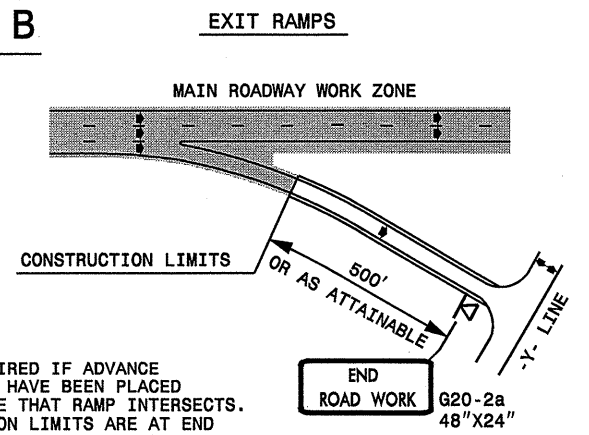 B
EXIT RAMPS
MAIN ROADWAY WORK ZONE
CONSTRUCTION LIMITS
500'
OR AS ATTAINABLE
-Y- LINE
END
ROAD WORK
G20-2a
48"X24"
IRED IF ADVANCE
HAVE BEEN PLACED
E THAT RAMP INTERSECTS.
ON LIMITS ARE AT END